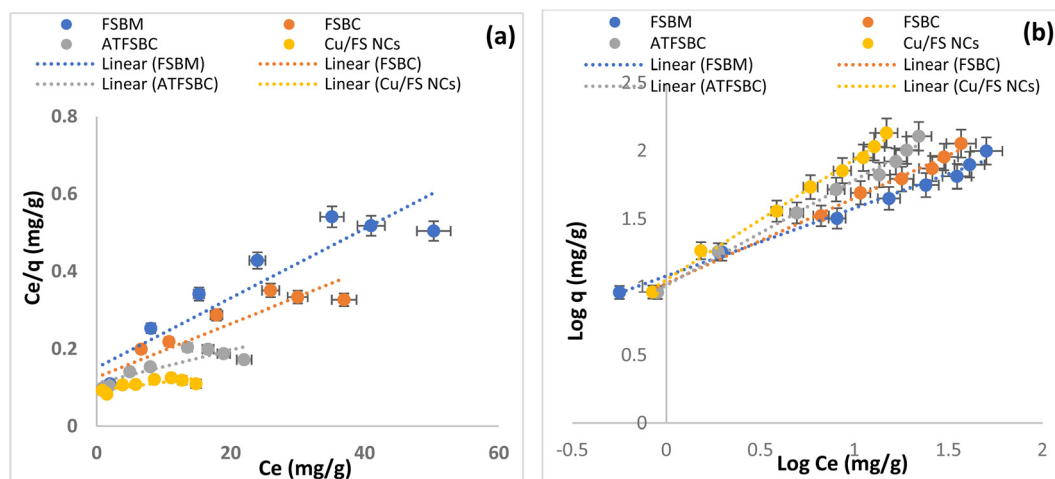 FSBM FSBC
ATFSBC Cu/FS NCs
Linear (FSBM) Linear (FSBC)
Linear (ATFSBC) Linear (Cu/FS NCs)
(a)
0.8
0.6
0.4
0.2
0
0 20 40 60
Ce/q (mg/g)
Ce (mg/g)
FSBM FSBC
ATFSBC Cu/FS NCs
Linear (FSBM) Linear (FSBC)
Linear (ATFSBC) Linear (Cu/FS NCs)
(b)
2.5
2
1.5
1
0.5
0
-0.5 0 0.5 1 1.5 2
Log q (mg/g)
Log Ce (mg/g)